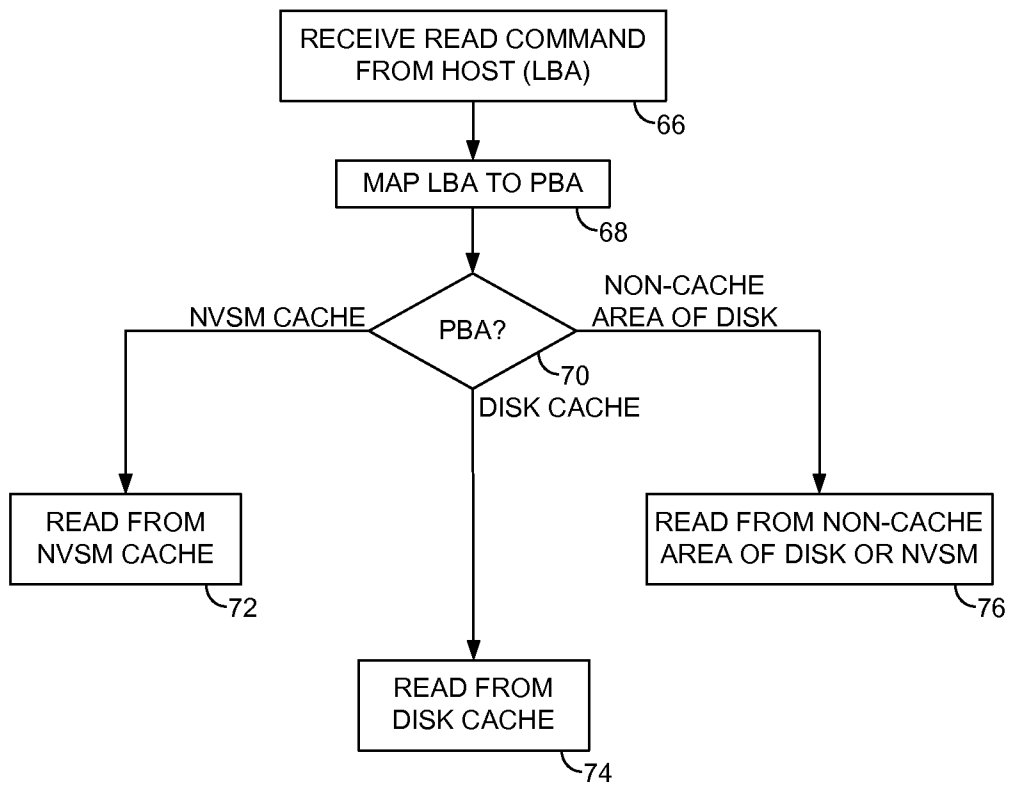 RECEIVE READ COMMAND
FROM HOST (LBA)
66
MAP LBA TO PBA
68
NON-CACHE
AREA OF DISK
NVSM CACHE
PBA?
70
DISK CACHE
READ FROM
NVSM CACHE
72
READ FROM NON-CACHE
AREA OF DISK OR NVSM
76
READ FROM
DISK CACHE
74